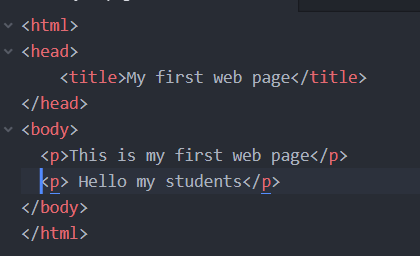 <html>
<head>
<title>My first web page</title>
</head>
<body>
<p>This is my first web page</p>
<p> Hello my students</p>
</body>
</html>